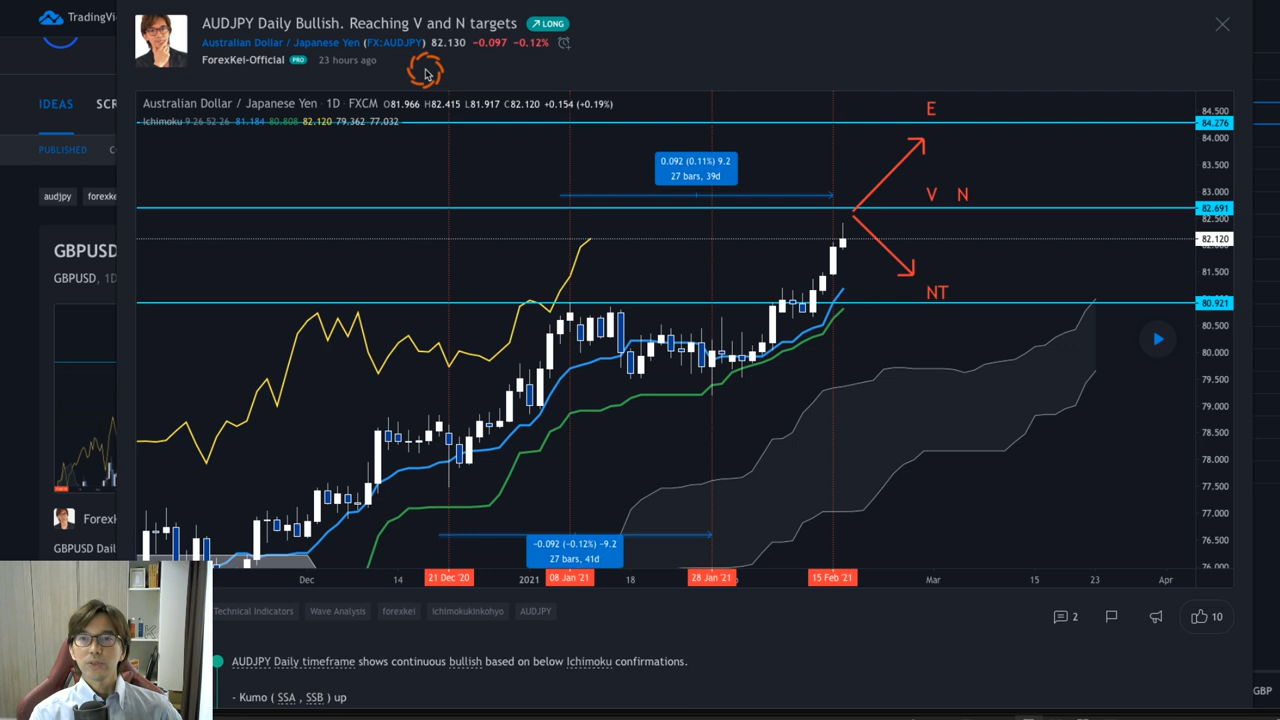 TradingVi
AUDJPY Daily Bullish. Reaching V and N targets
LONG
Australian Dollar / Japanese Yen (FX:AUDJPY) 82.130 -0.097 -0.12%
ForexKei-Official PRO 23 hours ago
IDEAS SCR
PUBLISHED
audjpy forexke
GBPUSD
GBPUSD, 1D
ForexK
GBPUSD Dail
Australian Dollar / Japanese Yen · 1D · FXCM O81.966 H82.415 L81.917 C82.120 +0.154 (+0.19%)
Ichimoku 9 26 52 26 81.184 80.808 82.120 79.362 77.032
0.092 (0.11%) 9.2
27 bars, 39d
E
V N
NT
-0.092 (-0.12%) -9.2
27 bars, 41d
84.500
84.276
84.000
83.500
83.000
82.691
82.500
82.120
81.500
80.921
80.500
80.000
79.500
79.000
78.500
78.000
77.500
77.000
76.500
76.000
Dec 14 21 Dec '20 2021 08 Jan '21 18 28 Jan '21 15 Feb '21 Mar 15 23 Apr
Technical Indicators Wave Analysis forexkei ichimokukinkohyo AUDJPY
2 10
AUDJPY Daily timeframe shows continuous bullish based on below Ichimoku confirmations.
- Kumo ( SSA , SSB ) up
GBP